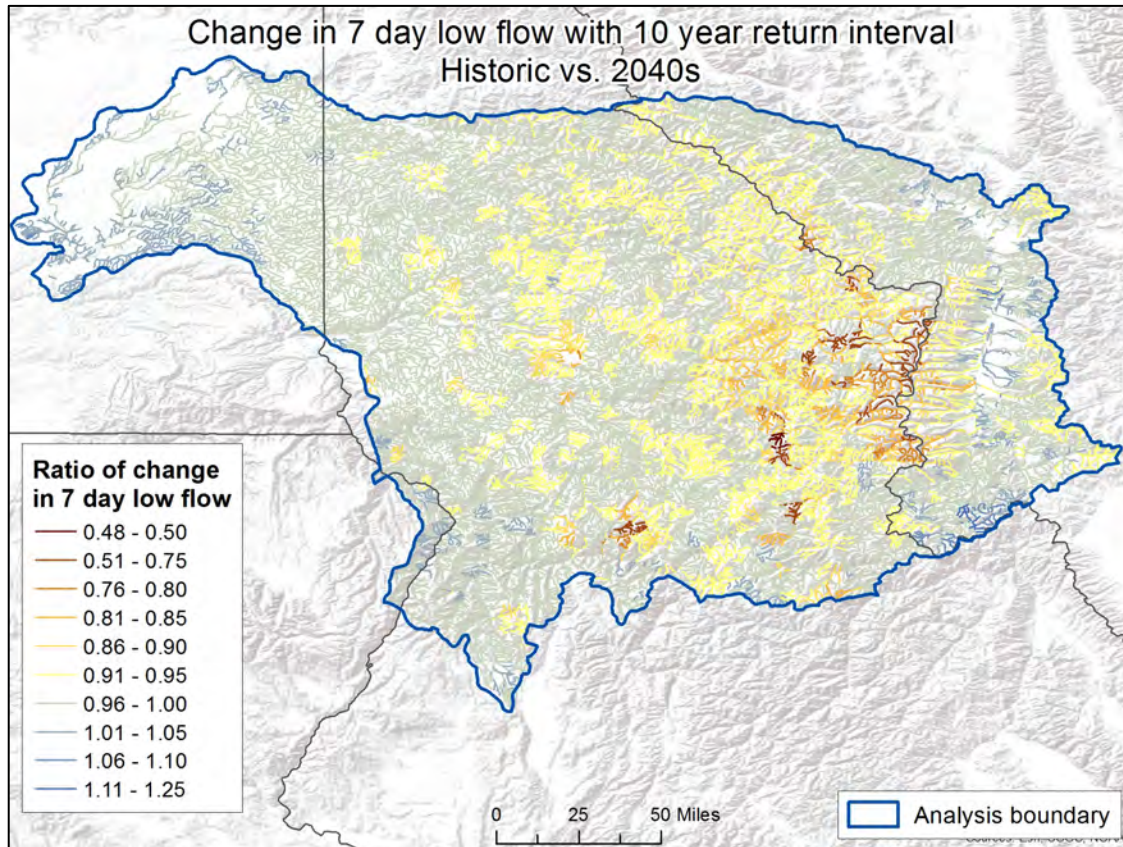 Change in 7 day low flow with 10 year return interval
Historic vs. 2040s
Ratio of change
in 7 day low flow
0.48 - 0.50
0.51 - 0.75
0.76 - 0.80
0.81 - 0.85
0.86 - 0.90
0.91 - 0.95
0.96 - 1.00
1.01 - 1.05
1.06 - 1.10
1.11 - 1.25
0 25 50 Miles
Analysis boundary